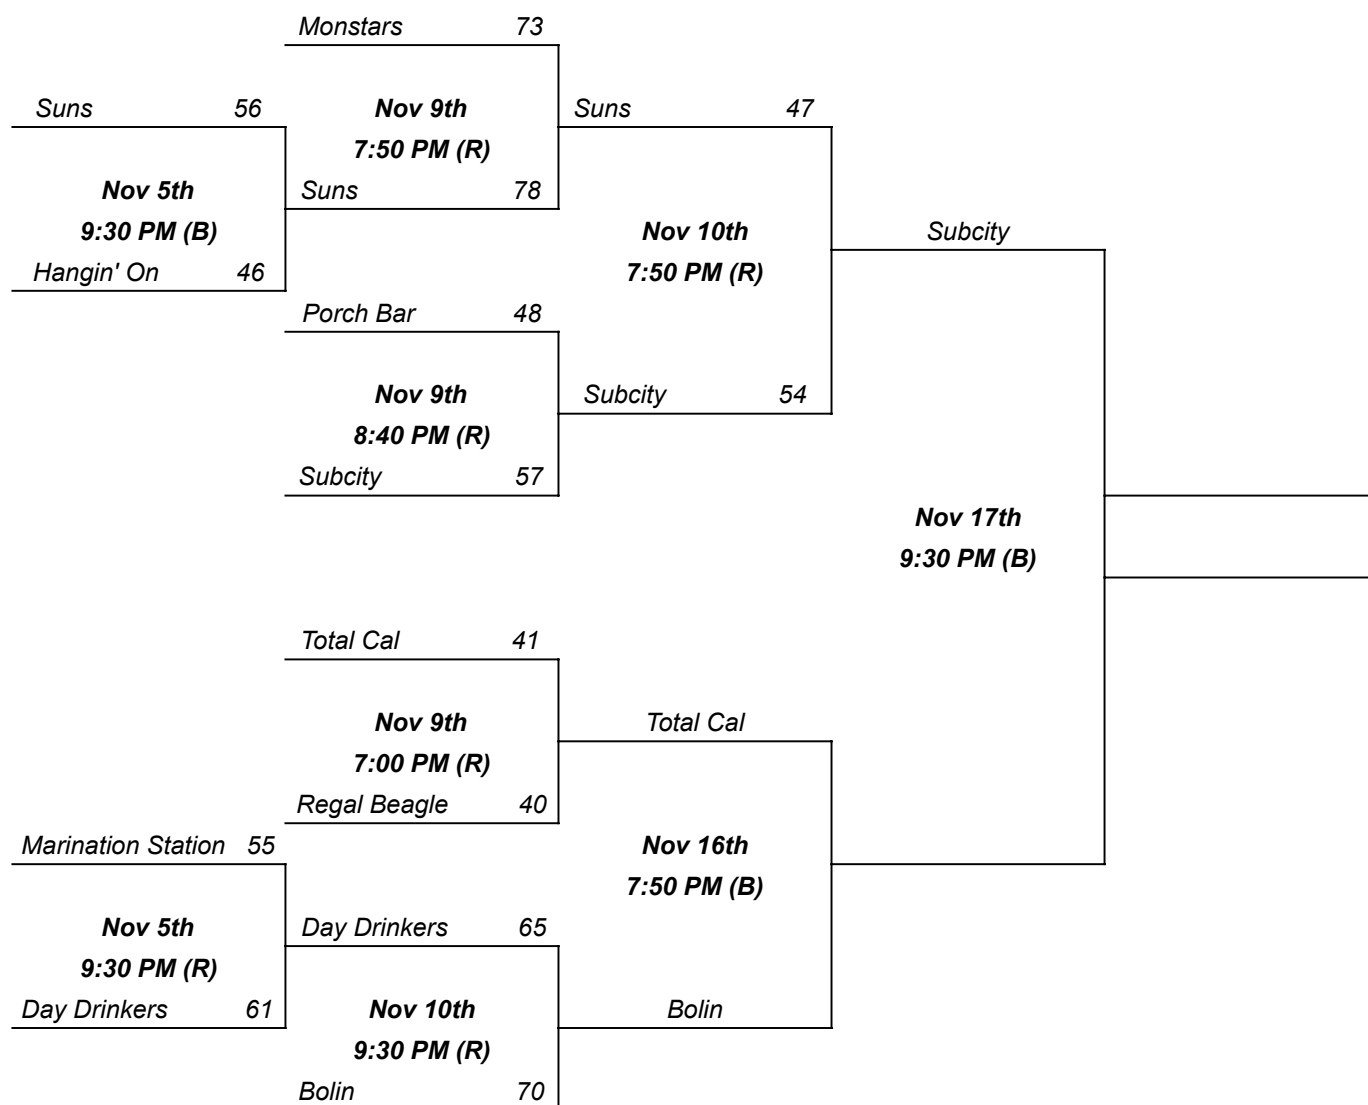 Monstars 73
Suns 56
Nov 9th
Suns 47
7:50 PM (R)
Nov 5th
Suns 78
9:30 PM (B)
Nov 10th
Subcity
Hangin' On 46
7:50 PM (R)
Porch Bar 48
Nov 9th
Subcity 54
8:40 PM (R)
Subcity 57
Nov 17th
9:30 PM (B)
Total Cal 41
Nov 9th
Total Cal
7:00 PM (R)
Regal Beagle 40
Marination Station 55
Nov 16th
7:50 PM (B)
Nov 5th
Day Drinkers 65
9:30 PM (R)
Day Drinkers 61
Nov 10th
Bolin
9:30 PM (R)
Bolin 70